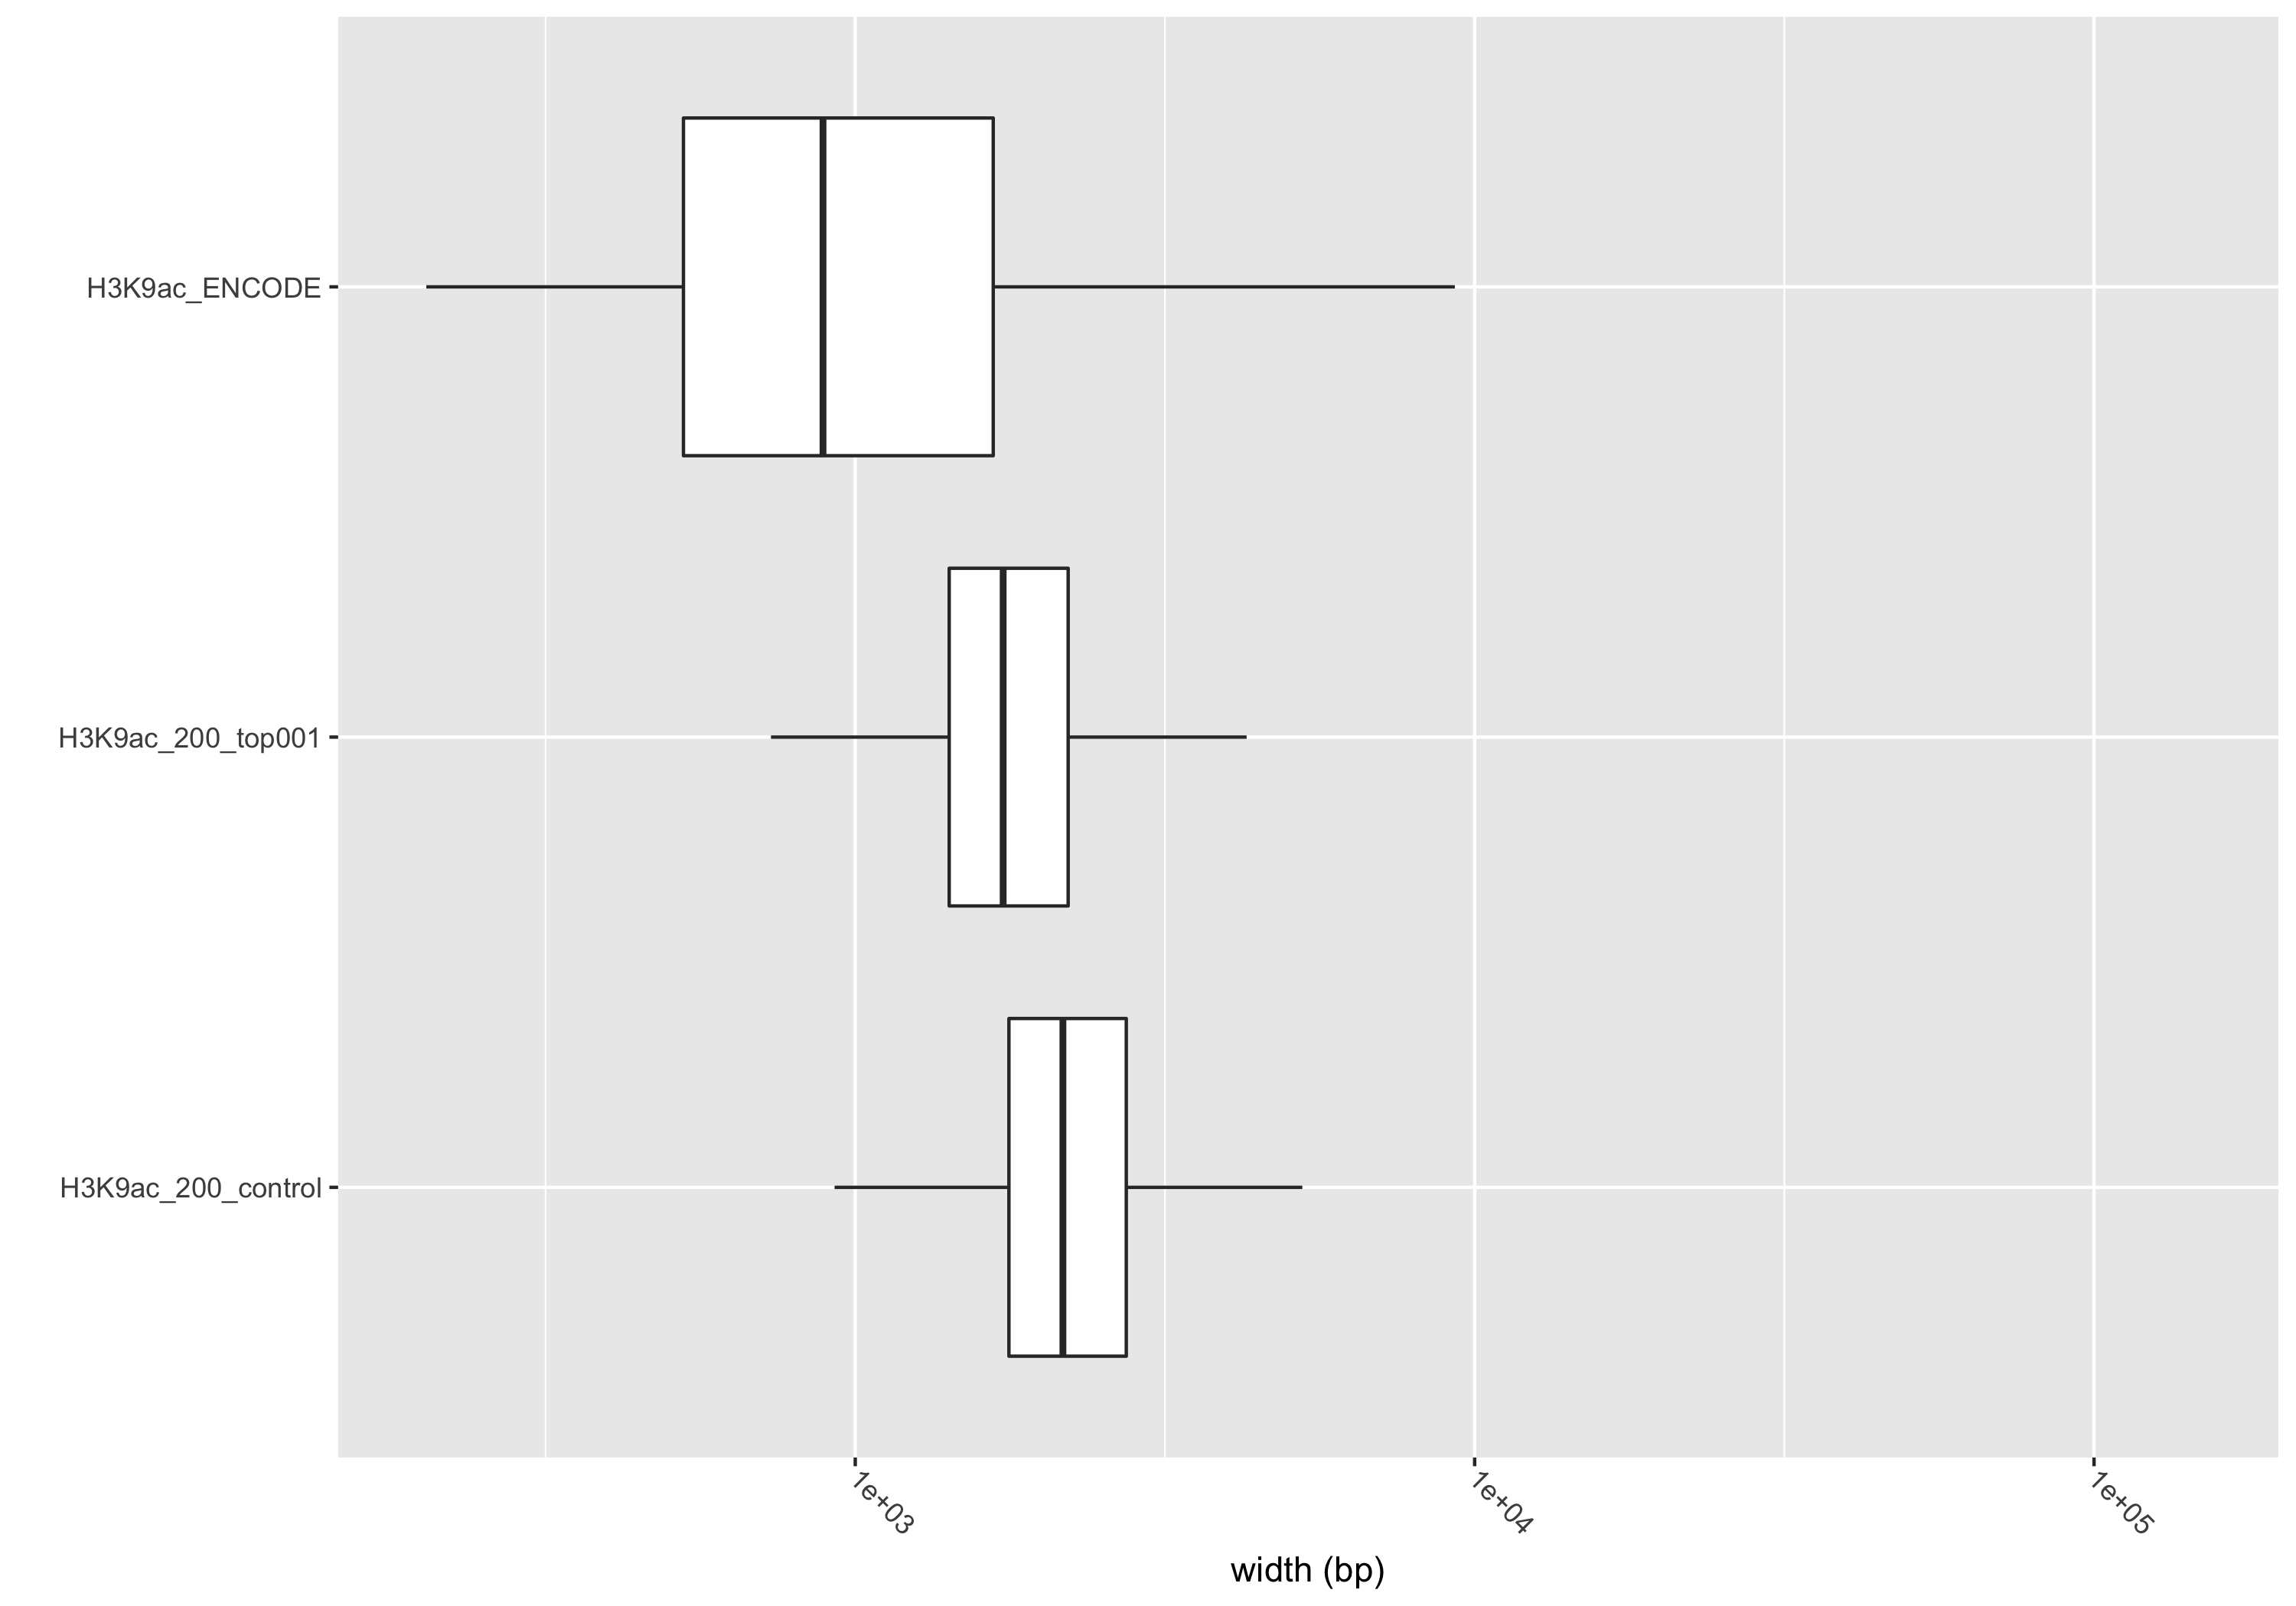 H3K9ac_ENCODE
H3K9ac_200_top001
H3K9ac_200_control
1e+03
1e+04
1e+05
width (bp)